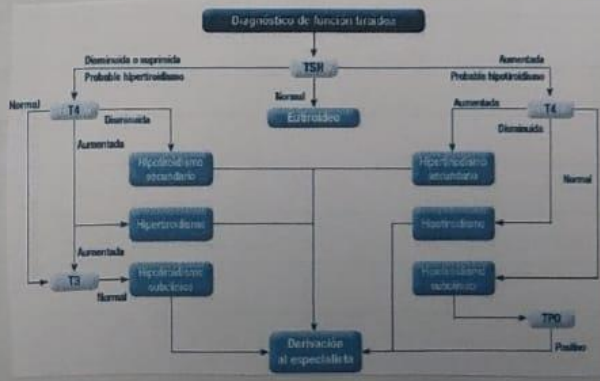 Diagnóstico de función tiroidea
Disminuida o suprimida
Probable hipertiroidismo
TSH
Aumentada
Probable hipotiroidismo
Normal
Normal
T4
Disminuida
Eutiroideo
Aumentada
T4
Disminuida
Aumentada
Hipotiroidismo
secundario
Hipertiroidismo
secundario
Normal
Hipertiroidismo
Hipotiroidismo
Aumentada
T3
Normal
subclínico
subclínico
TPO
Positivo
Derivación
al especialista